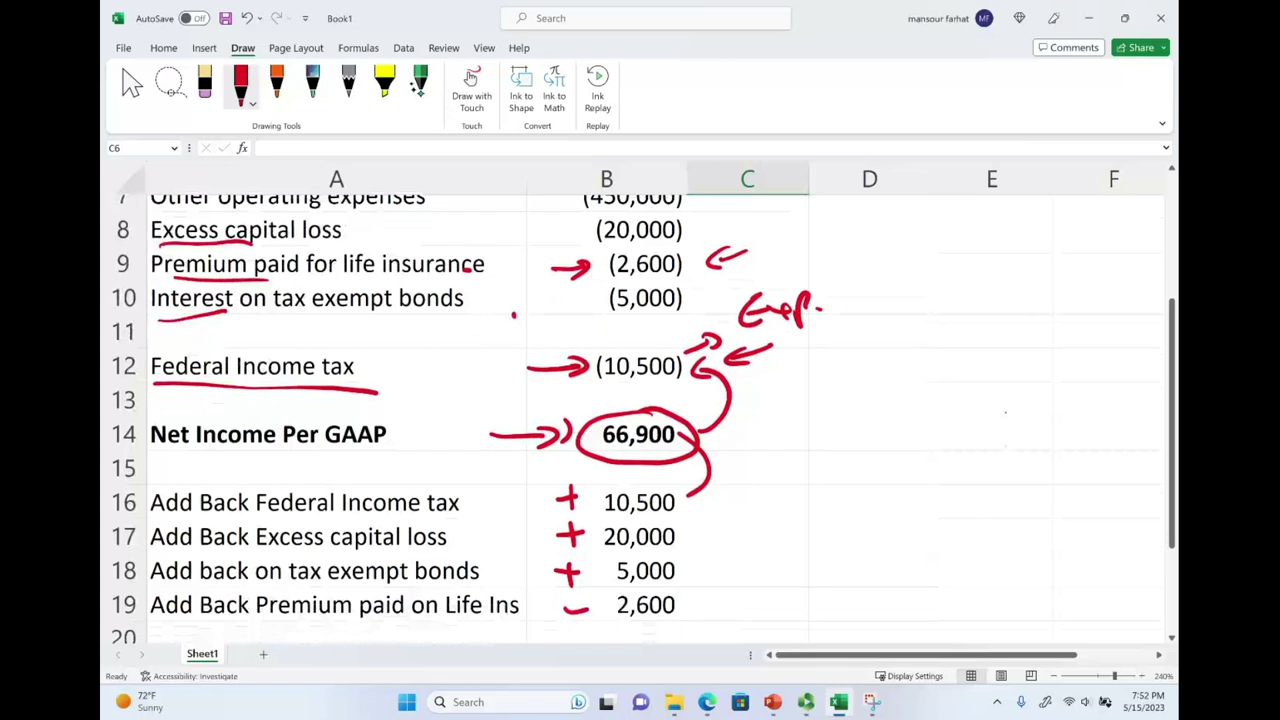 AutoSave Off Book1 Search mansour farhat MF
File Home Insert Draw Page Layout Formulas Data Review View Help Comments Share
Draw with Touch
Ink to Shape
Ink to Math
Ink Replay
Drawing Tools Touch Convert Replay
C6 fx
A B C D E F
7 Other operating expenses (450,000)
8 Excess capital loss (20,000)
9 Premium paid for life insurance (2,600)
10 Interest on tax exempt bonds (5,000)
11
12 Federal Income tax (10,500)
13
14 Net Income Per GAAP 66,900
15
16 Add Back Federal Income tax + 10,500
17 Add Back Excess capital loss + 20,000
18 Add back on tax exempt bonds + 5,000
19 Add Back Premium paid on Life Ins - 2,600
20
Sheet1
Ready Accessibility: Investigate Display Settings 240%
72°F
Sunny
Search
7:52 PM
5/15/2023